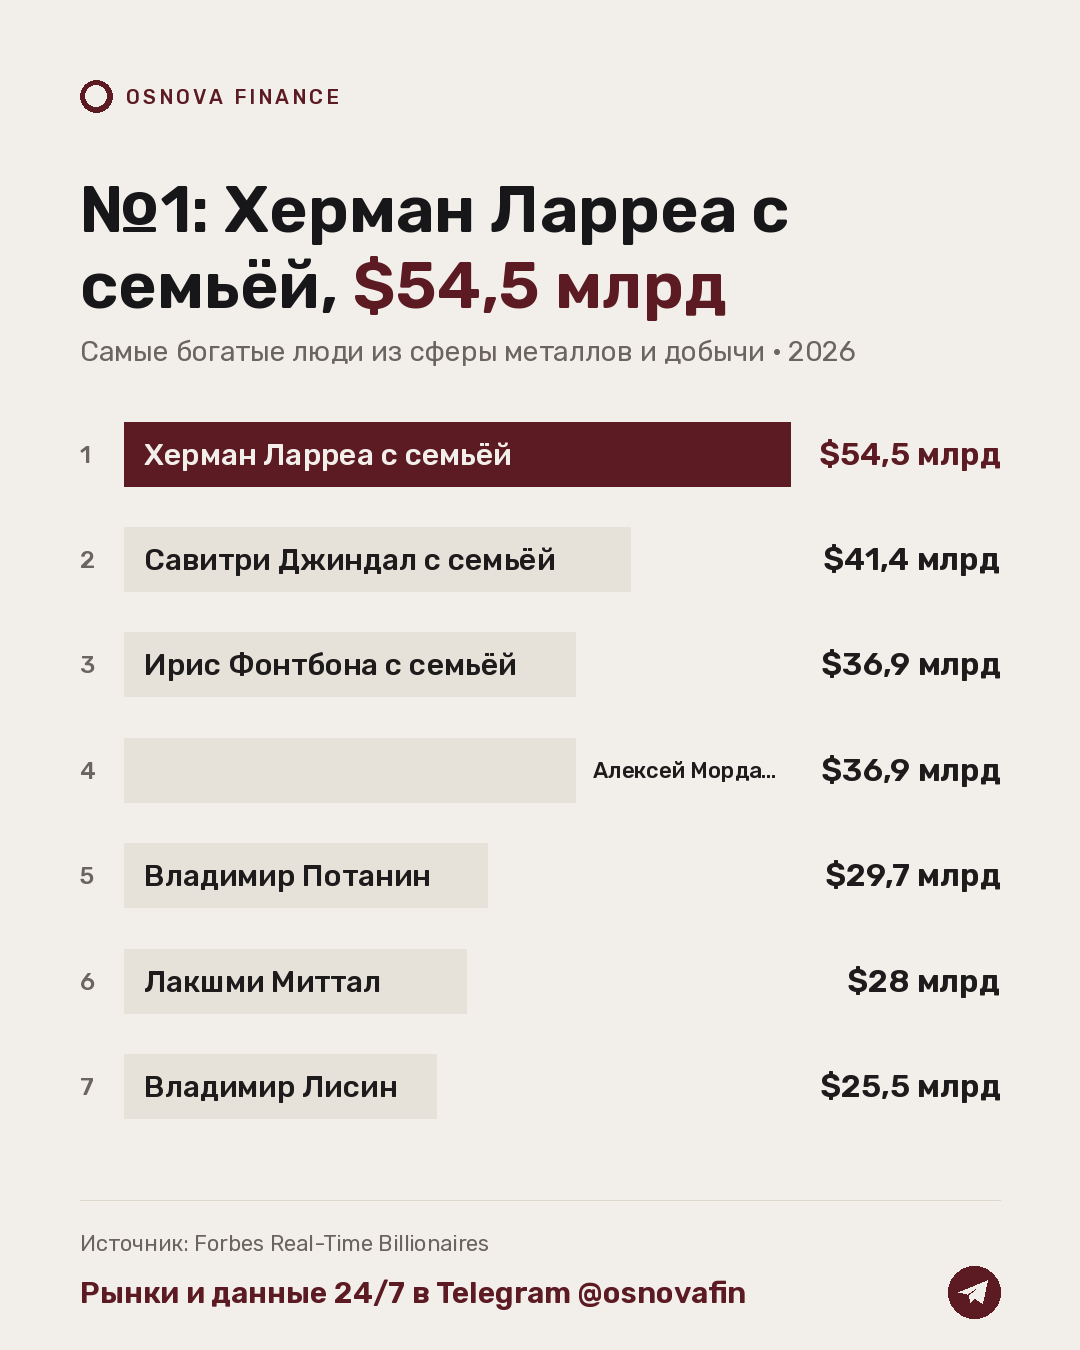 OSNOVA FINANCE
№1: Херман Ларреа с
семьёй, $54,5 млрд
Самые богатые люди из сферы металлов и добычи • 2026
1 Херман Ларреа с семьёй $54,5 млрд
2 Савитри Джиндал с семьёй $41,4 млрд
3 Ирис Фонтбона с семьёй $36,9 млрд
4 Алексей Морда... $36,9 млрд
5 Владимир Потанин $29,7 млрд
6 Лакшми Миттал $28 млрд
7 Владимир Лисин $25,5 млрд
Источник: Forbes Real-Time Billionaires
Рынки и данные 24/7 в Telegram @osnovafin